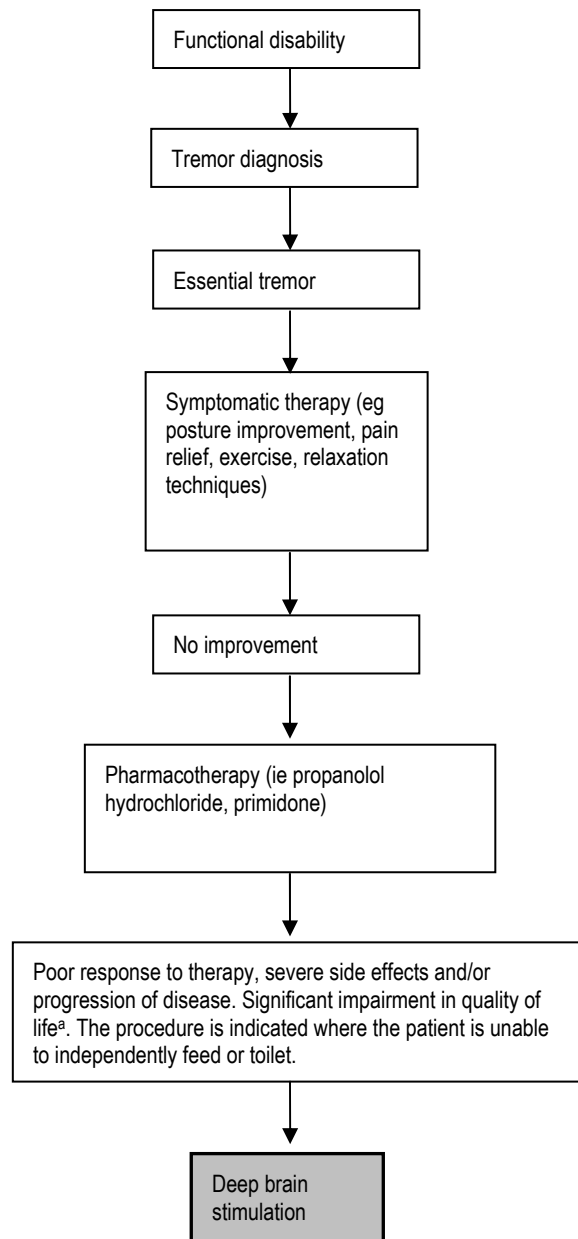 Functional disability
Tremor diagnosis
Essential tremor
Symptomatic therapy (eg
posture improvement, pain
relief, exercise, relaxation
techniques)
No improvement
Pharmacotherapy (ie propanolol
hydrochloride, primidone)
Poor response to therapy, severe side effects and/or
progression of disease. Significant impairment in quality of
lifeᵃ. The procedure is indicated where the patient is unable
to independently feed or toilet.
Deep brain
stimulation